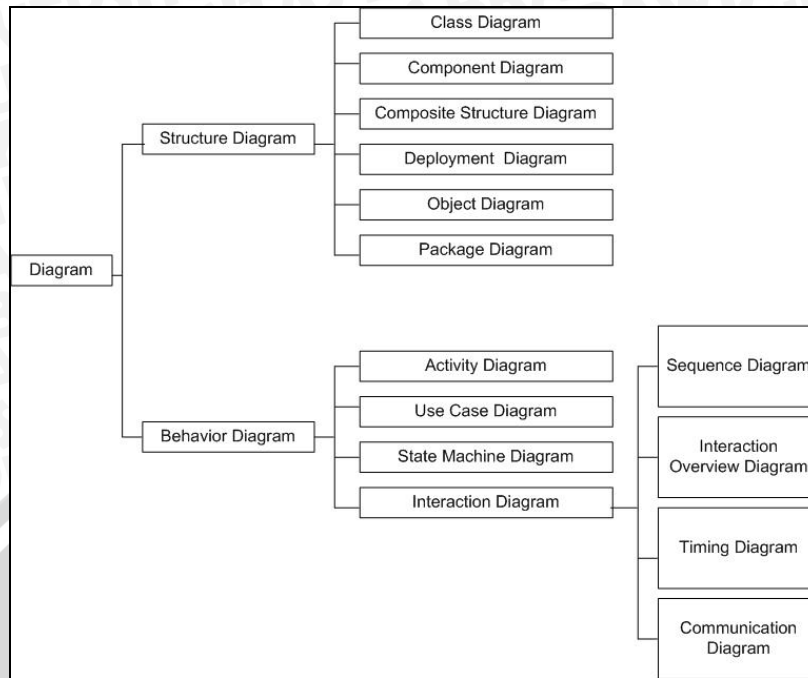 Class Diagram
Component Diagram
Composite Structure Diagram
Structure Diagram
Deployment Diagram
Object Diagram
Package Diagram
Diagram
Activity Diagram
Use Case Diagram
Behavior Diagram
State Machine Diagram
Interaction Diagram
Sequence Diagram
Interaction
Overview Diagram
Timing Diagram
Communication
Diagram